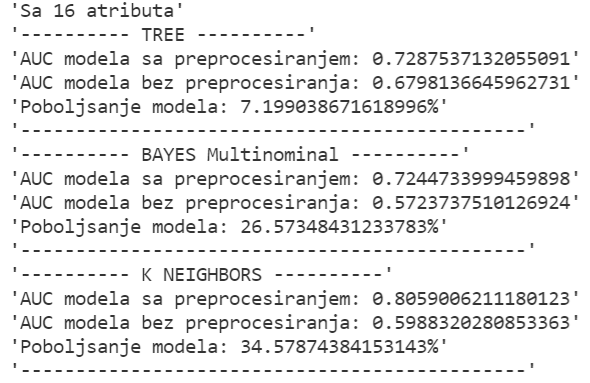 'Sa 16 atributa'
'---------- TREE ----------'
'AUC modela sa preprocesiranjem: 0.7287537132055091'
'AUC modela bez preprocesiranja: 0.6798136645962731'
'Poboljsanje modela: 7.199038671618996%'
'----------------------------------------------'
'---------- BAYES Multinominal ----------'
'AUC modela sa preprocesiranjem: 0.7244733999459898'
'AUC modela bez preprocesiranja: 0.5723737510126924'
'Poboljsanje modela: 26.57348431233783%'
'----------------------------------------------'
'---------- K NEIGHBORS ----------'
'AUC modela sa preprocesiranjem: 0.8059006211180123'
'AUC modela bez preprocesiranja: 0.5988320280853363'
'Poboljsanje modela: 34.57874384153143%'
'----------------------------------------------'